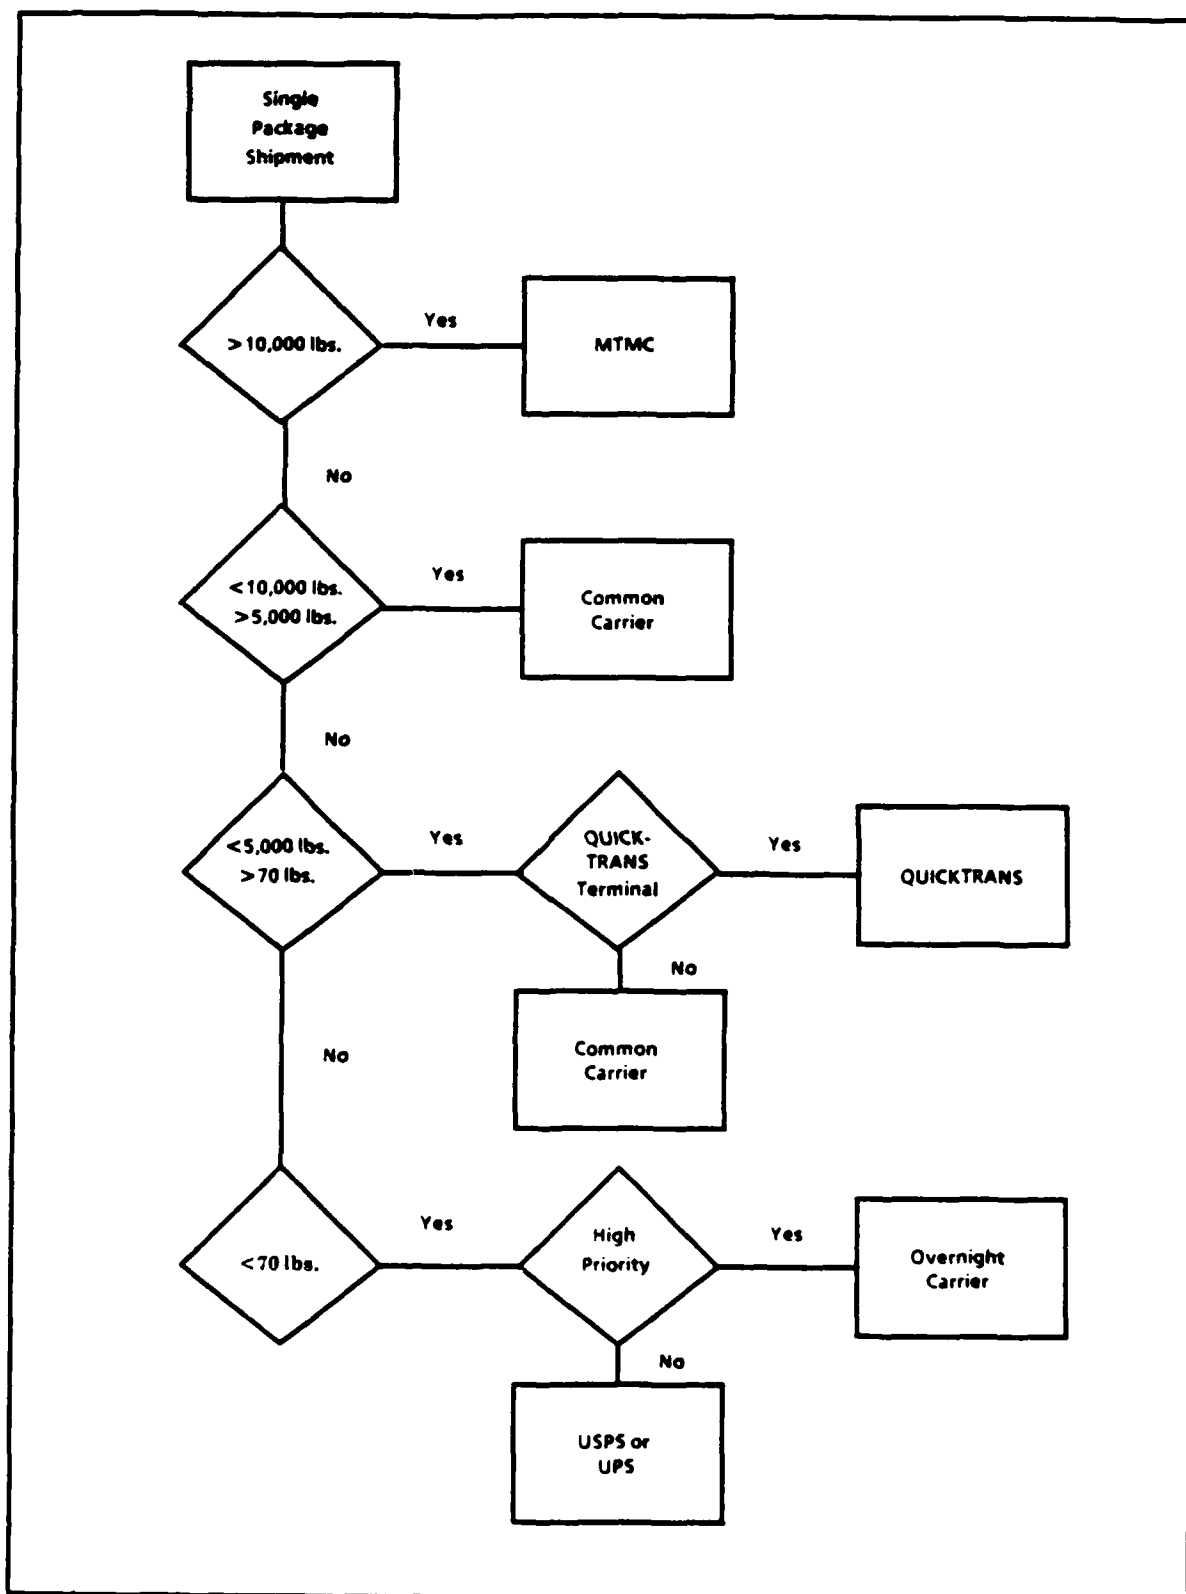 Single
Package
Shipment
>10,000 lbs.
Yes
MTMC
No
<10,000 lbs.
>5,000 lbs.
Yes
Common
Carrier
No
<5,000 lbs.
>70 lbs.
Yes
QUICK-
TRANS
Terminal
Yes
QUICKTRANS
No
Common
Carrier
No
<70 lbs.
Yes
High
Priority
Yes
Overnight
Carrier
No
USPS or
UPS